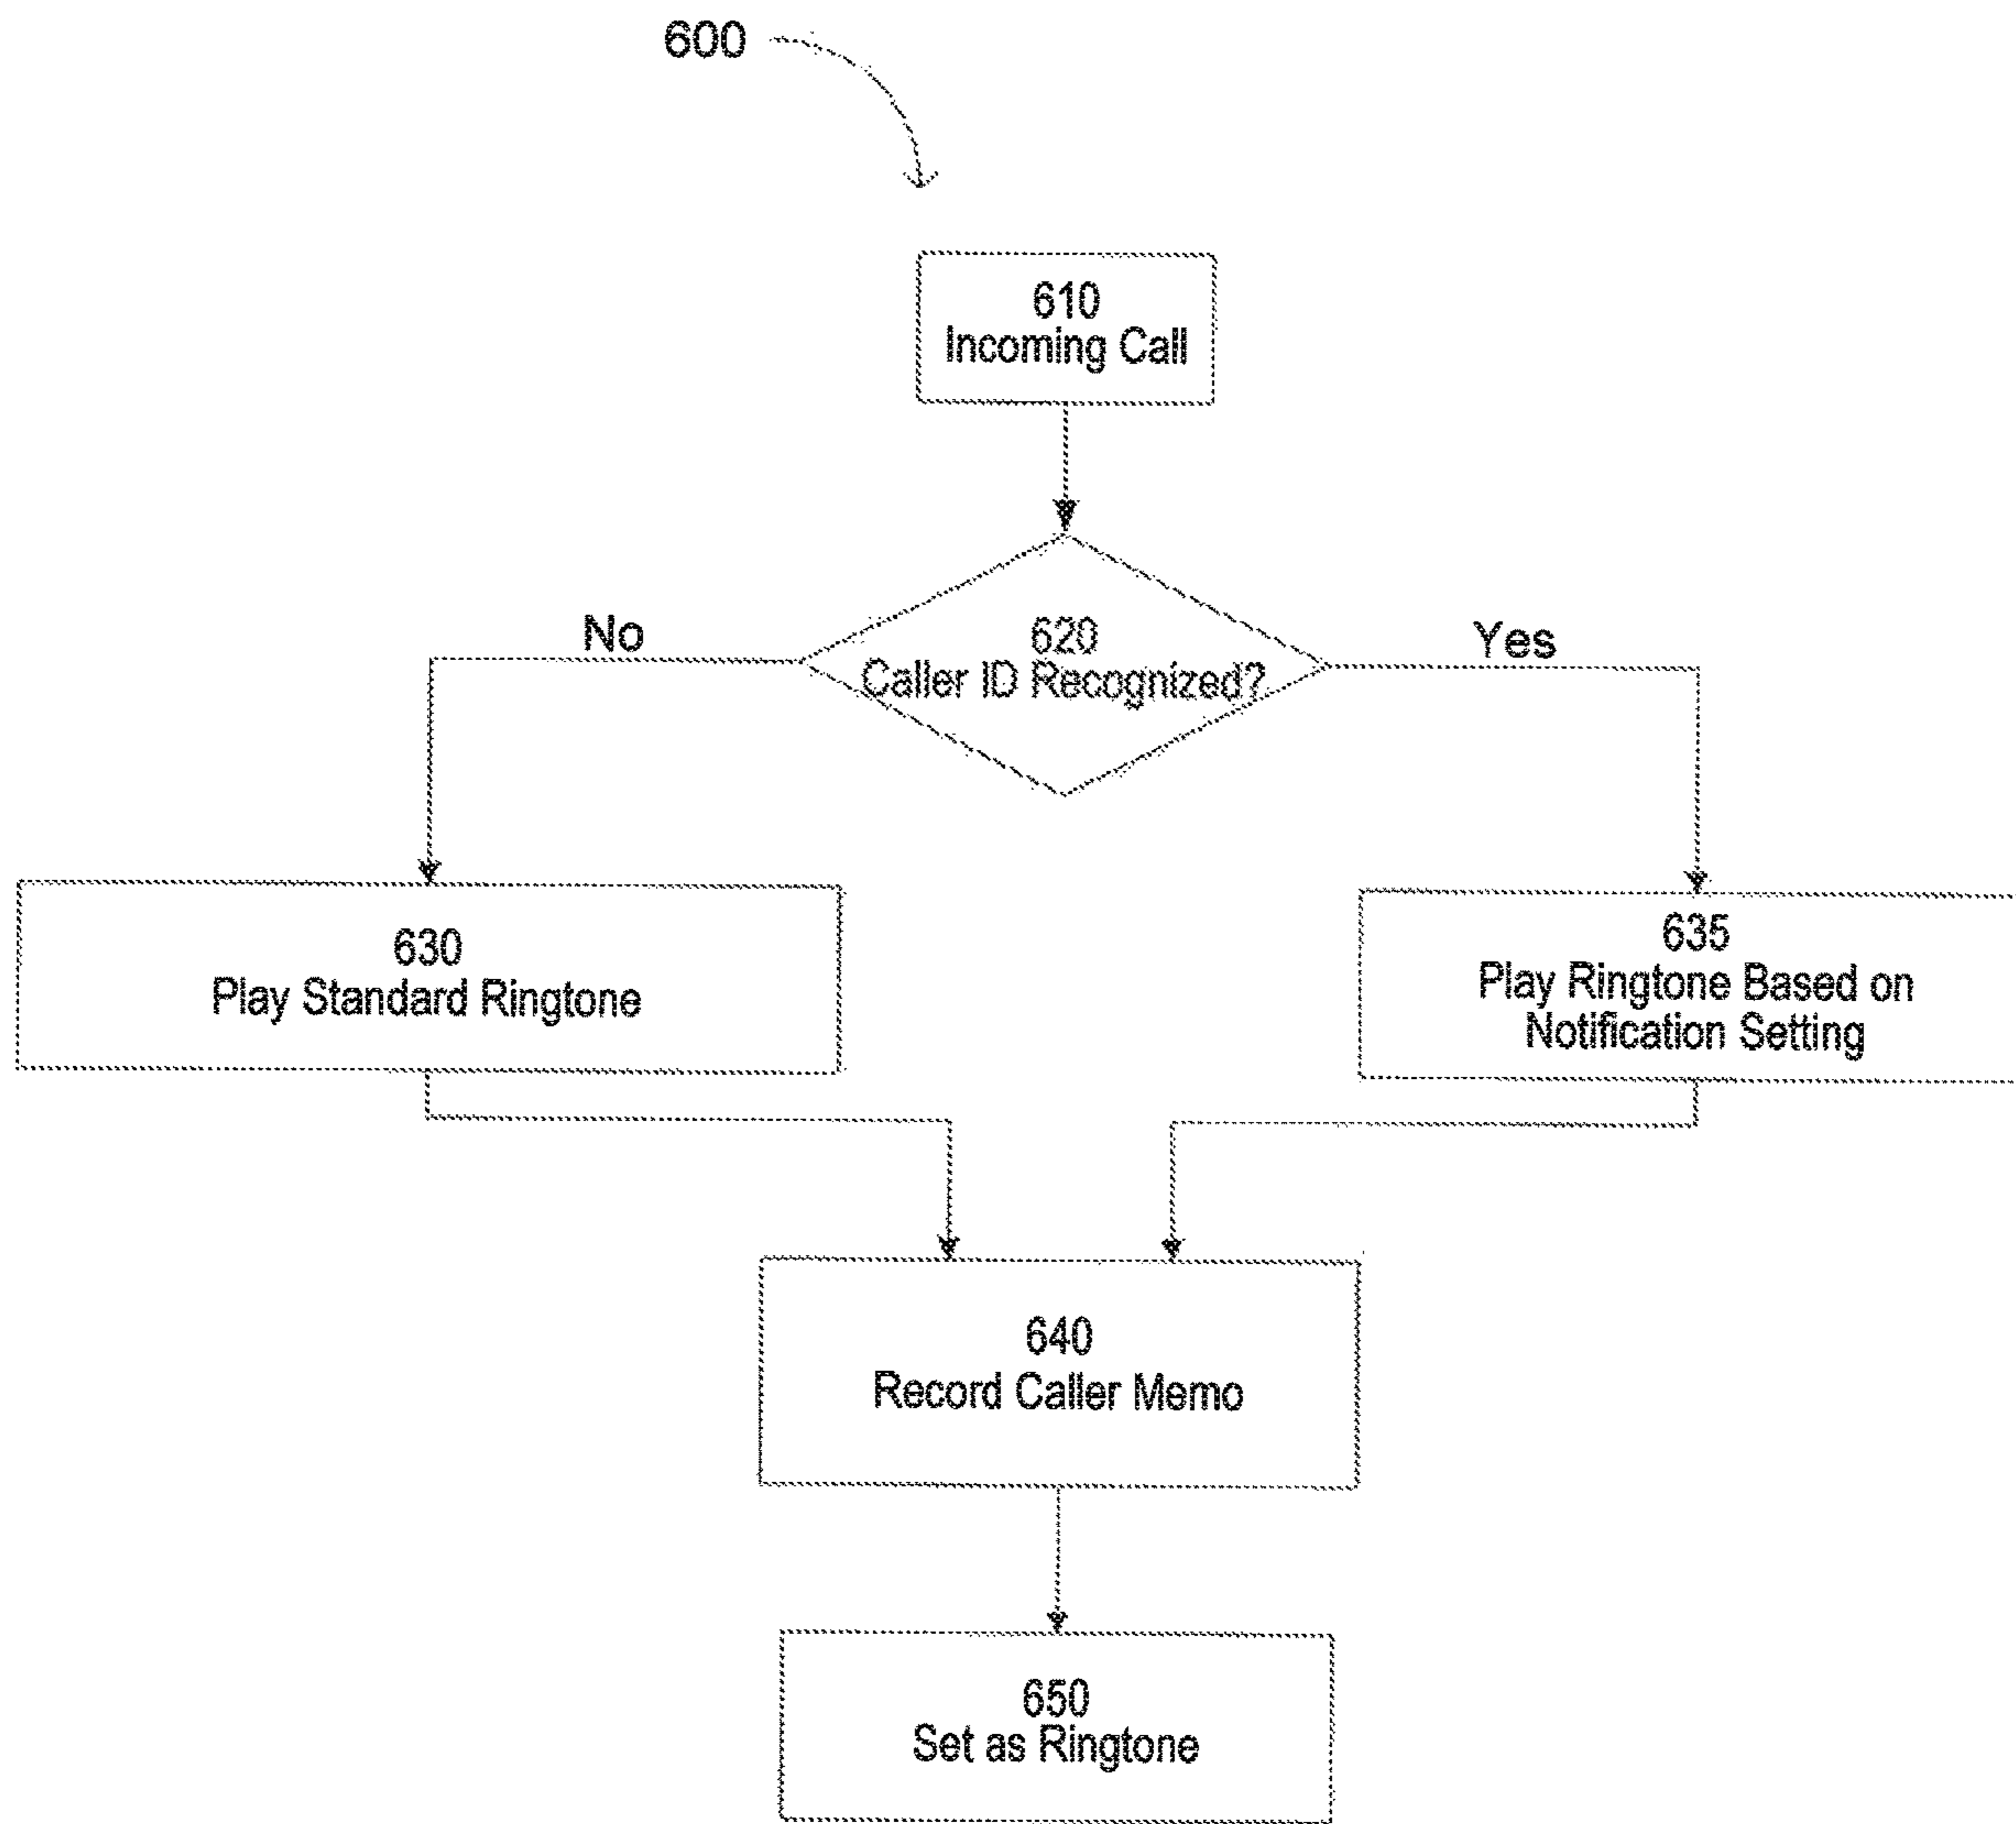 600
610
Incoming Call
620
Caller ID Recognized?
No
Yes
630
Play Standard Ringtone
635
Play Ringtone Based on
Notification Setting
640
Record Caller Memo
650
Set as Ringtone